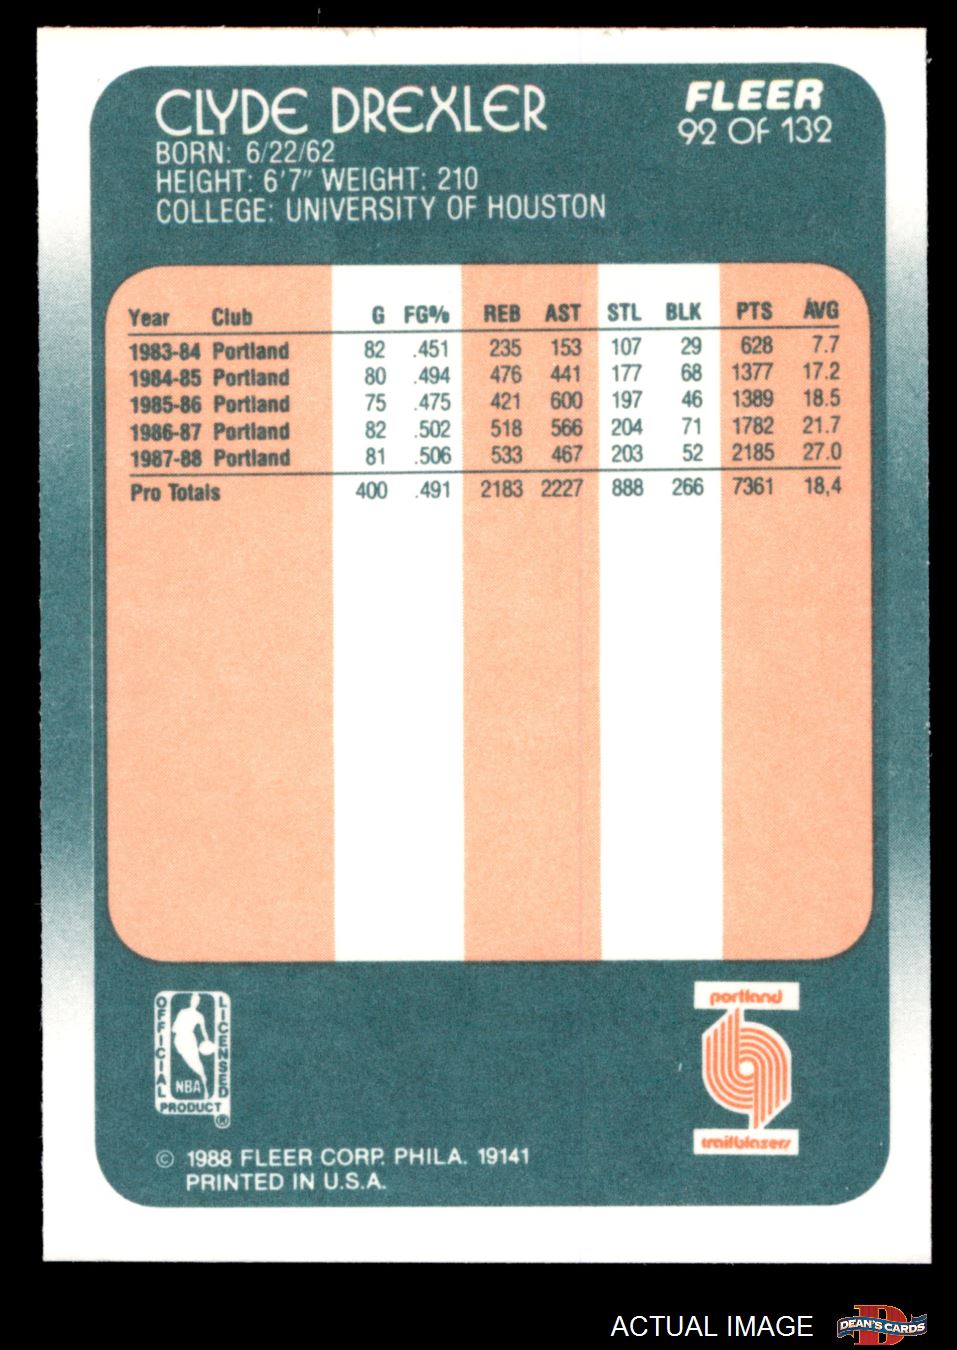 CLYDE DREXLER
FLEER
92 OF 132
BORN: 6/22/62
HEIGHT: 6'7" WEIGHT: 210
COLLEGE: UNIVERSITY OF HOUSTON
Year Club G FG% REB AST STL BLK PTS AVG
1983-84 Portland 82 .451 235 153 107 29 628 7.7
1984-85 Portland 80 .494 476 441 177 68 1377 17.2
1985-86 Portland 75 .475 421 600 197 46 1389 18.5
1986-87 Portland 82 .502 518 566 204 71 1782 21.7
1987-88 Portland 81 .506 533 467 203 52 2185 27.0
Pro Totals 400 .491 2183 2227 888 266 7361 18,4
OFFICIAL LICENSED
NBA
PRODUCT
®
portland
trailblazers
© 1988 FLEER CORP. PHILA. 19141
PRINTED IN U.S.A.
ACTUAL IMAGE
D
DEAN'S CARDS